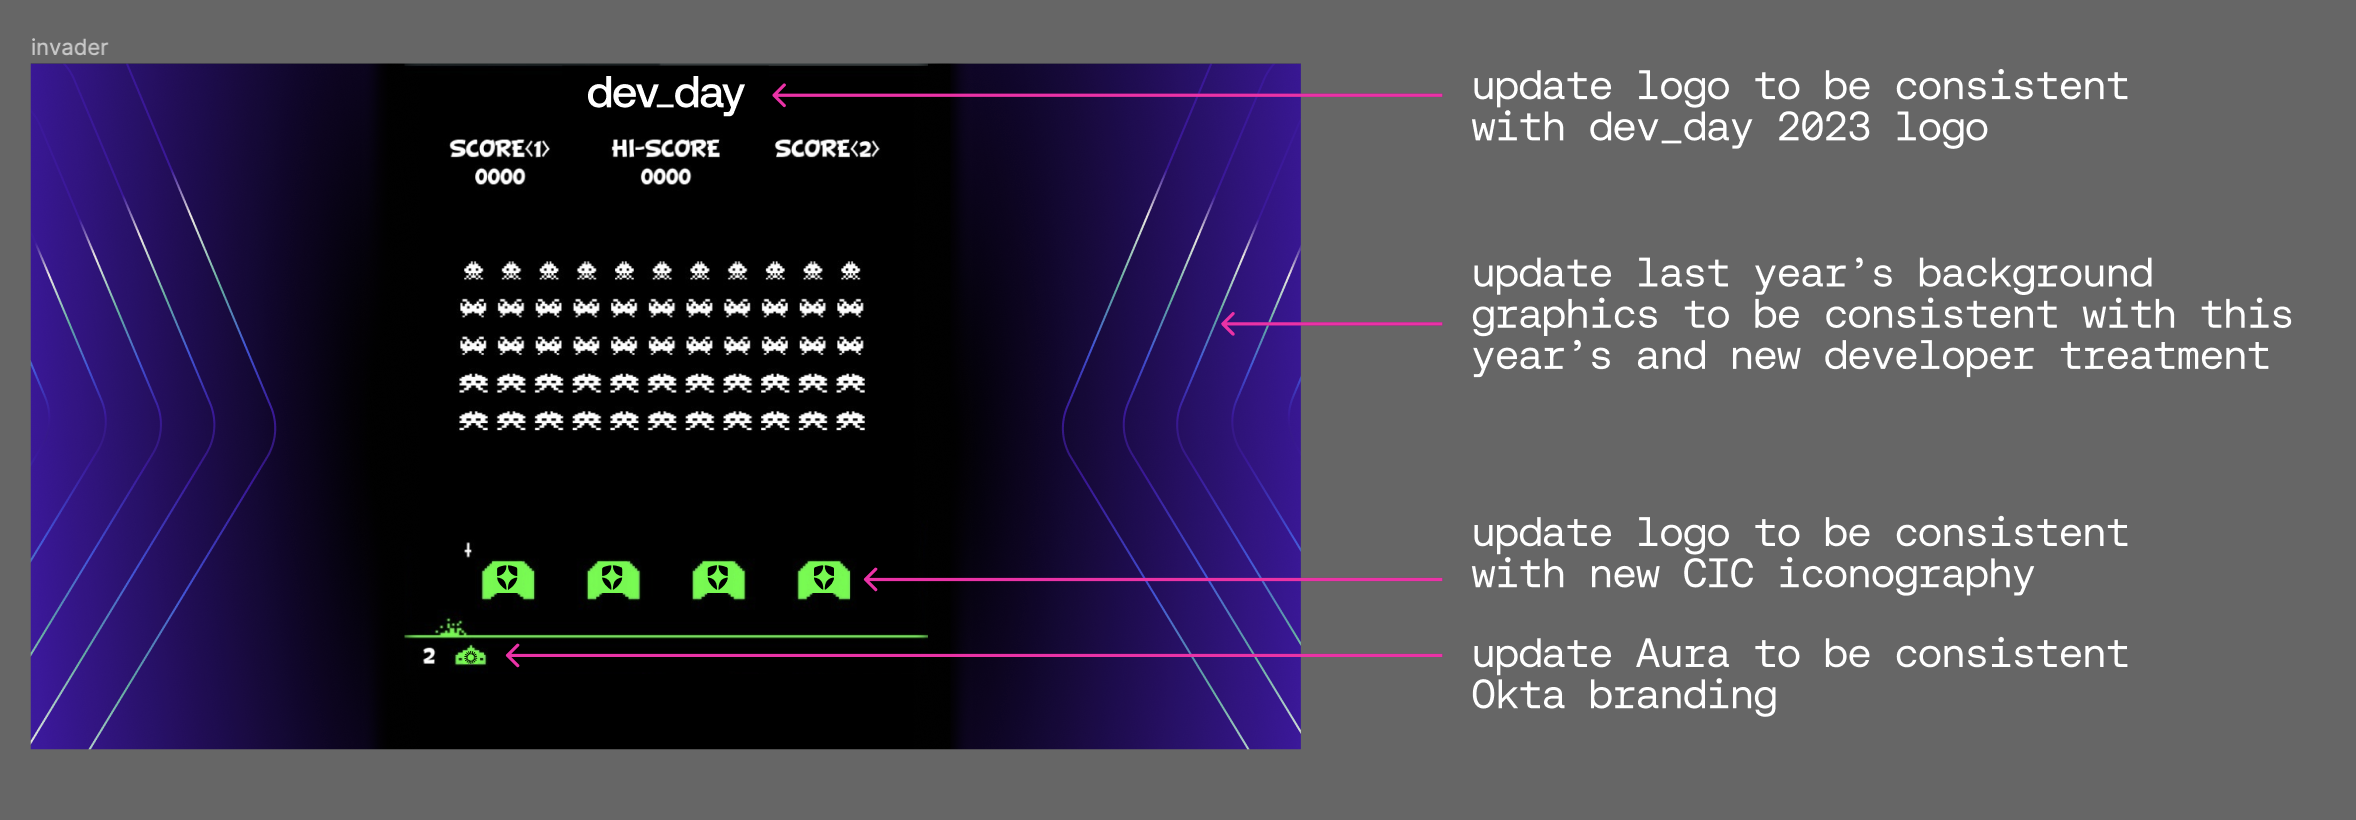 invader
dev_day
SCORE<1> HI-SCORE SCORE<2>
0000 0000
2
update logo to be consistent
with dev_day 2023 logo
update last year’s background
graphics to be consistent with this
year’s and new developer treatment
update logo to be consistent
with new CIC iconography
update Aura to be consistent
Okta branding